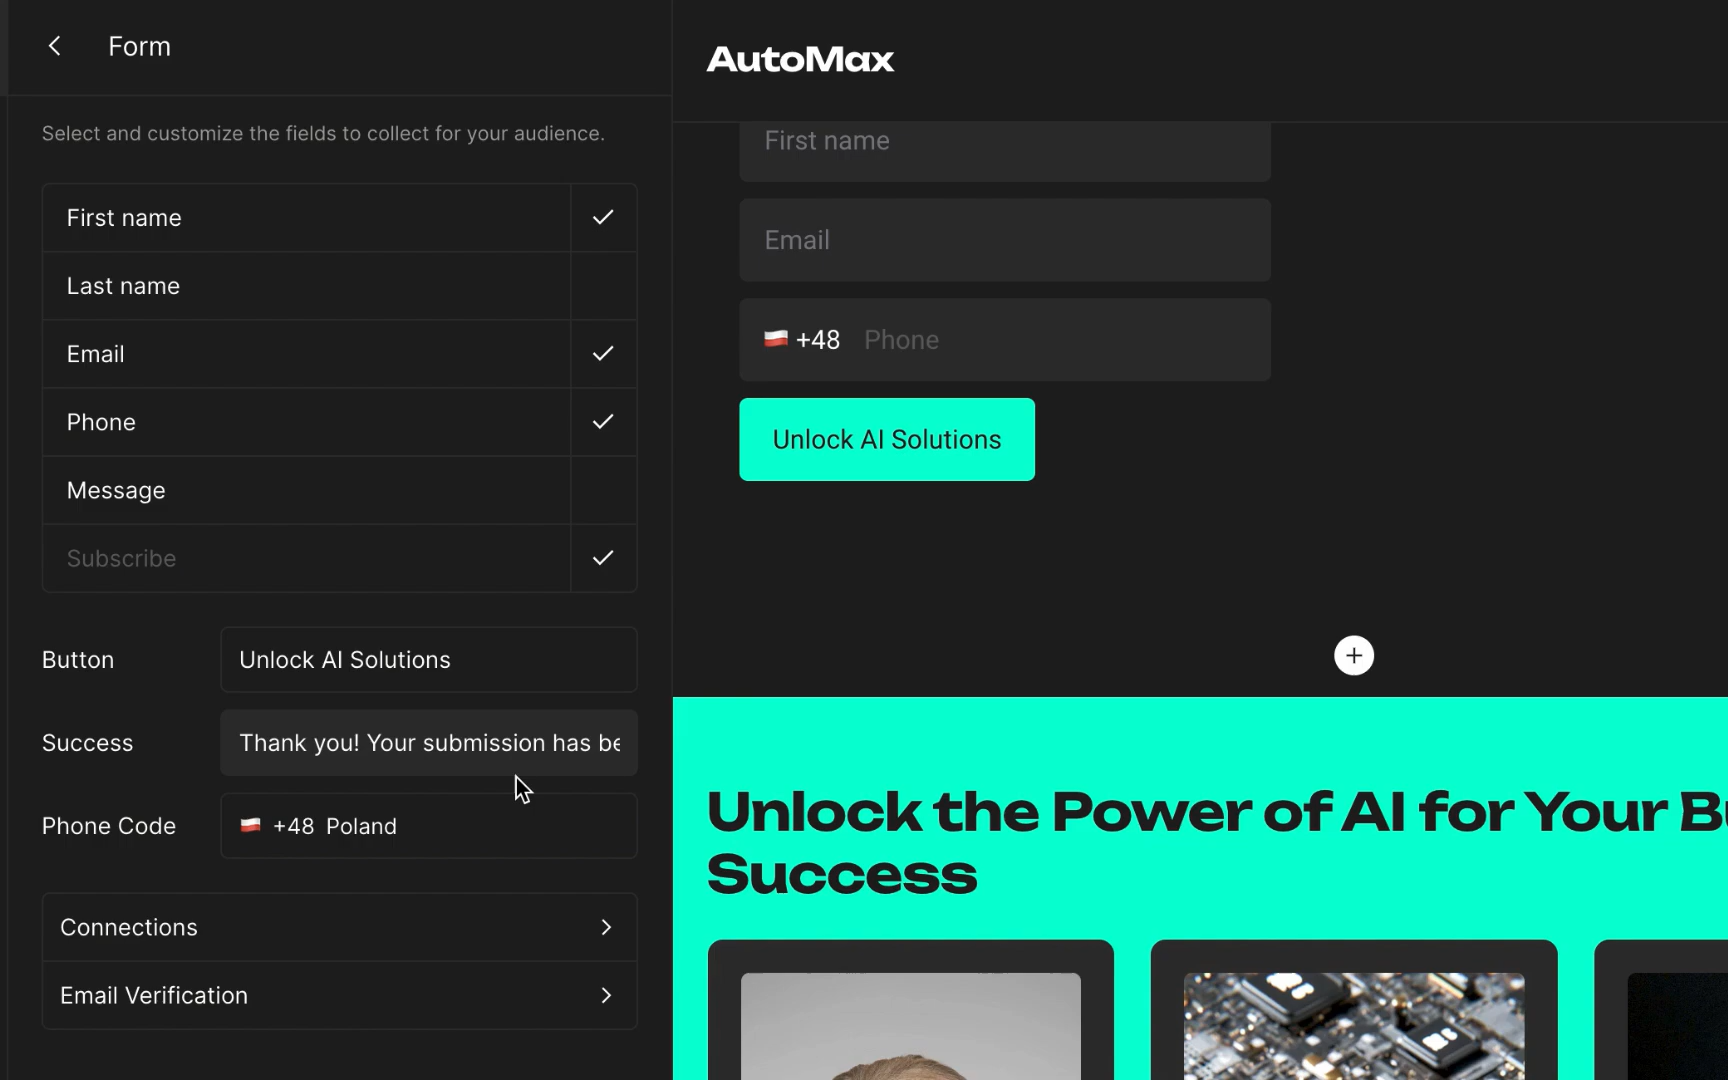 Form
Select and customize the fields to collect for your audience.
First name
Last name
Email
Phone
Message
Subscribe
Button
Unlock AI Solutions
Success
Thank you! Your submission has be
Phone Code
+48 Poland
Connections
Email Verification
AutoMax
First name
Email
+48 Phone
Unlock AI Solutions
Unlock the Power of AI for Your Bu
Success